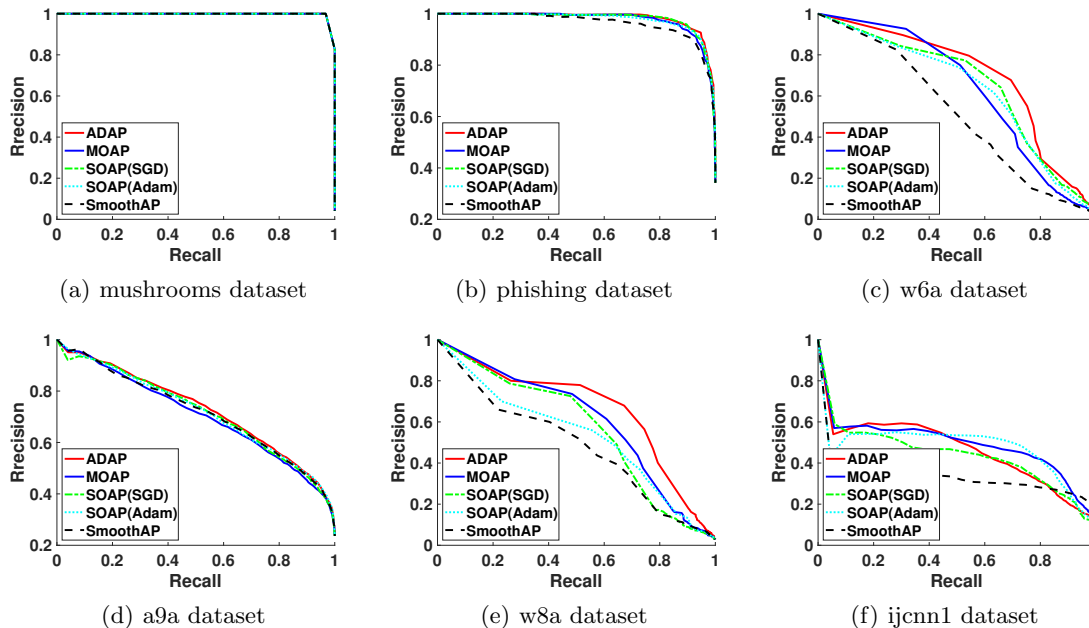 1
0.8
0.6
0.4
0.2
0
Rrecision
ADAP
MOAP
SOAP(SGD)
SOAP(Adam)
SmoothAP
0 0.2 0.4 0.6 0.8 1
Recall
(a) mushrooms dataset
1
0.8
0.6
0.4
0.2
Rrecision
ADAP
MOAP
SOAP(SGD)
SOAP(Adam)
SmoothAP
0 0.2 0.4 0.6 0.8 1
Recall
(b) phishing dataset
1
0.8
0.6
0.4
0.2
0
Rrecision
ADAP
MOAP
SOAP(SGD)
SOAP(Adam)
SmoothAP
0 0.2 0.4 0.6 0.8
Recall
(c) w6a dataset
1
0.8
0.6
0.4
0.2
Rrecision
ADAP
MOAP
SOAP(SGD)
SOAP(Adam)
SmoothAP
0 0.2 0.4 0.6 0.8 1
Recall
(d) a9a dataset
1
0.8
0.6
0.4
0.2
0
Rrecision
ADAP
MOAP
SOAP(SGD)
SOAP(Adam)
SmoothAP
0 0.2 0.4 0.6 0.8 1
Recall
(e) w8a dataset
1
0.8
0.6
0.4
0.2
0
Rrecision
ADAP
MOAP
SOAP(SGD)
SOAP(Adam)
SmoothAP
0 0.2 0.4 0.6 0.8
Recall
(f) ijcnn1 dataset